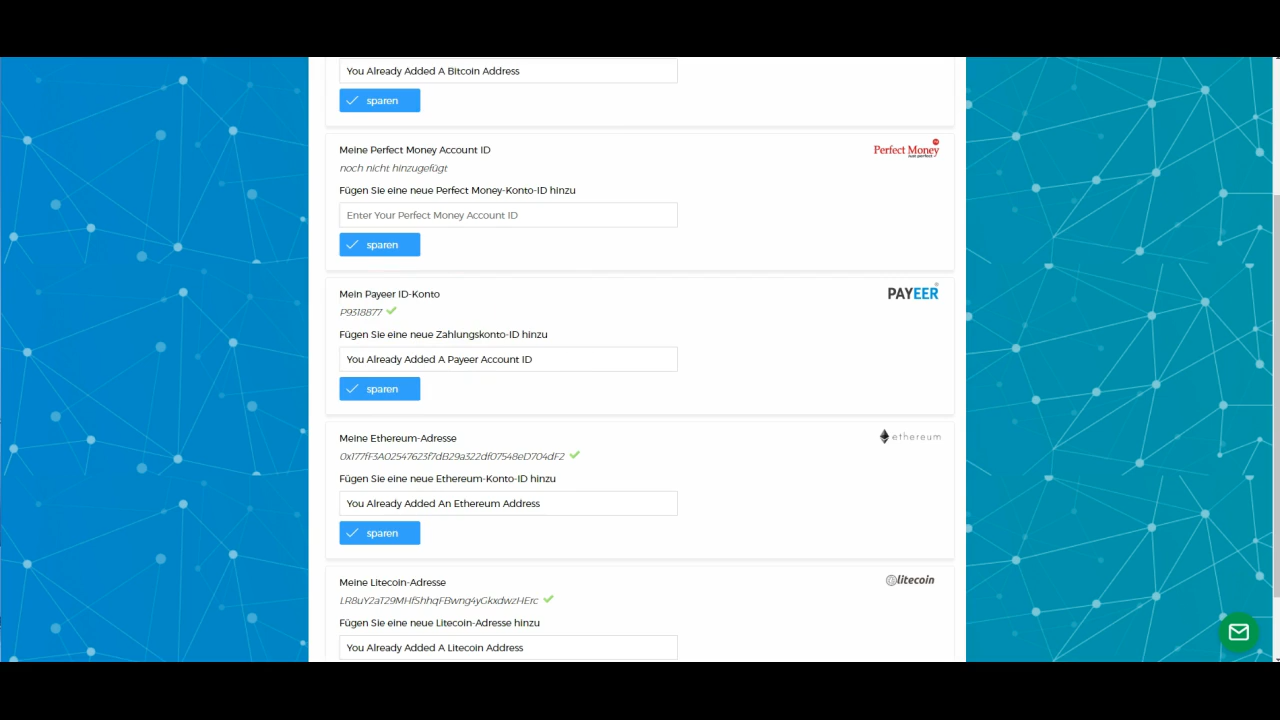 You Already Added A Bitcoin Address
sparen
Meine Perfect Money Account ID
Perfect Money
noch nicht hinzugefügt
Fügen Sie eine neue Perfect Money-Konto-ID hinzu
Enter Your Perfect Money Account ID
sparen
Mein Payeer ID-Konto
PAYEER
P9318877
Fügen Sie eine neue Zahlungskonto-ID hinzu
You Already Added A Payeer Account ID
sparen
Meine Ethereum-Adresse
ethereum
0x177fF3A02547623f7dB29a322df07548eD704dF2
Fügen Sie eine neue Ethereum-Konto-ID hinzu
You Already Added An Ethereum Address
sparen
Meine Litecoin-Adresse
litecoin
LR8uY2aT29MHfShhqFBwng4yGkxdwzHErc
Fügen Sie eine neue Litecoin-Adresse hinzu
You Already Added A Litecoin Address